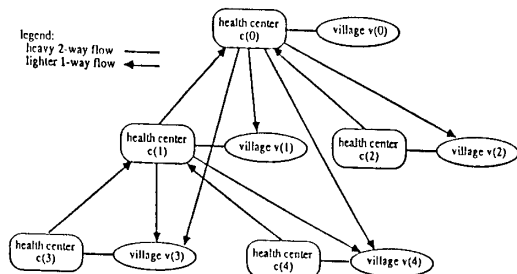 health center
c(0)
village v(0)
legend:
heavy 2-way flow
lighter 1-way flow
health center
c(1)
village v(1)
health center
c(2)
village v(2)
health center
c(3)
village v(3)
health center
c(4)
village v(4)